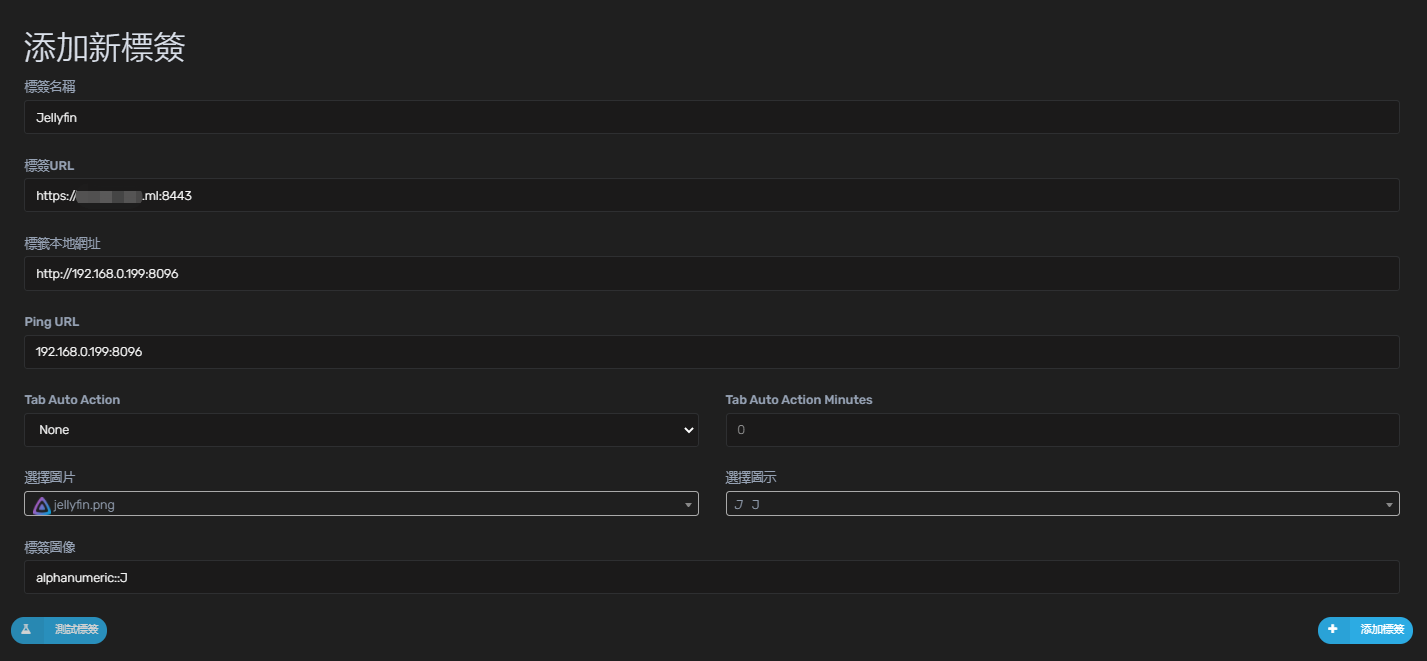 添加新標簽
標簽名稱
Jellyfin
標簽URL
https://.ml:8443
標籤本地網址
http://192.168.0.199:8096
Ping URL
192.168.0.199:8096
Tab Auto Action
Tab Auto Action Minutes
None
0
選擇圖片
選擇圖示
jellyfin.png
J J
標簽圖像
alphanumeric::J
測試標簽
添加標簽